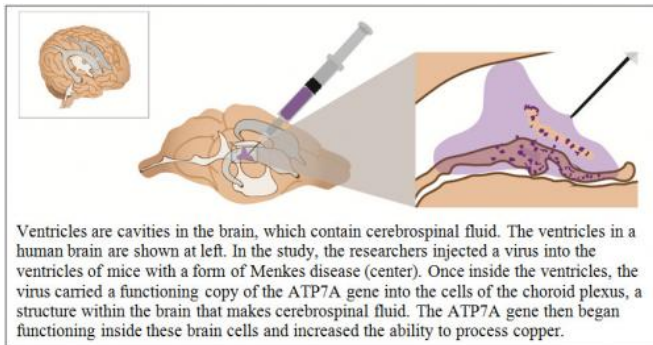 Ventricles are cavities in the brain, which contain cerebrospinal fluid. The ventricles in a
human brain are shown at left. In the study, the researchers injected a virus into the
ventricles of mice with a form of Menkes disease (center). Once inside the ventricles, the
virus carried a functioning copy of the ATP7A gene into the cells of the choroid plexus, a
structure within the brain that makes cerebrospinal fluid. The ATP7A gene then began
functioning inside these brain cells and increased the ability to process copper.